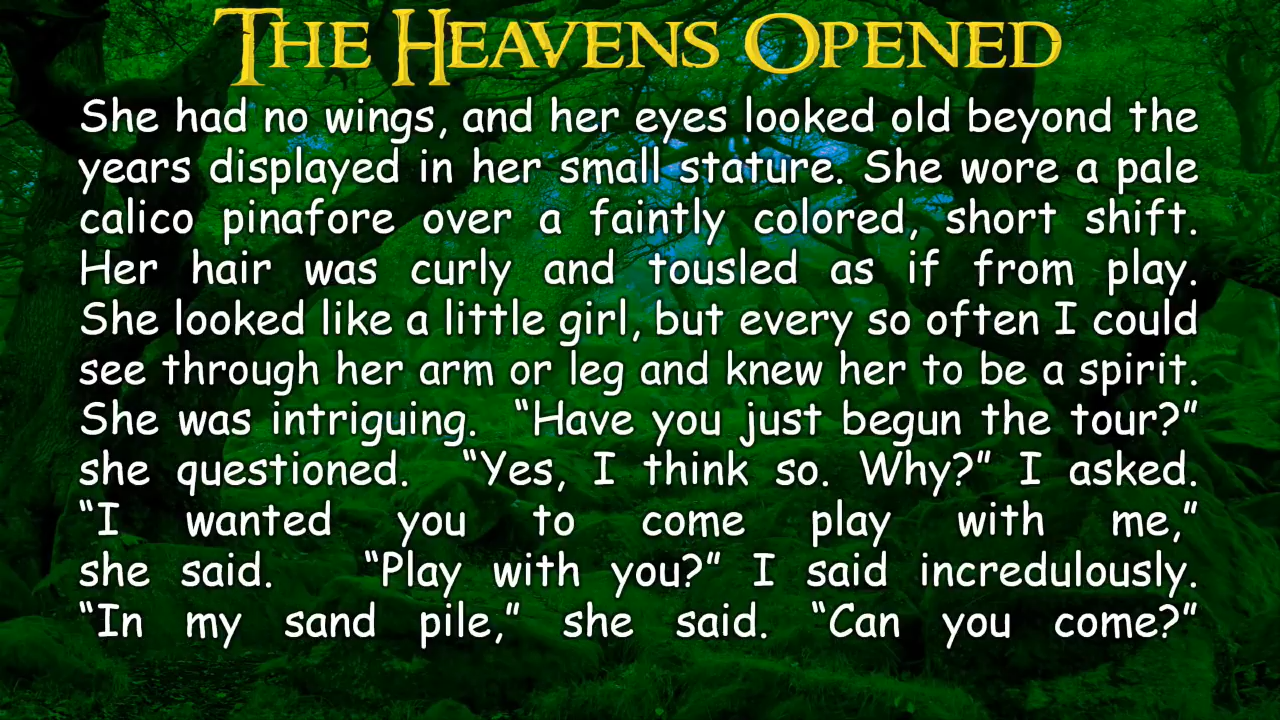 The Heavens Opened
She had no wings, and her eyes looked old beyond the
years displayed in her small stature. She wore a pale
calico pinafore over a faintly colored, short shift.
Her hair was curly and tousled as if from play.
She looked like a little girl, but every so often I could
see through her arm or leg and knew her to be a spirit.
She was intriguing. “Have you just begun the tour?”
she questioned. “Yes, I think so. Why?” I asked.
“I wanted you to come play with me,”
she said. “Play with you?” I said incredulously.
“In my sand pile,” she said. “Can you come?”